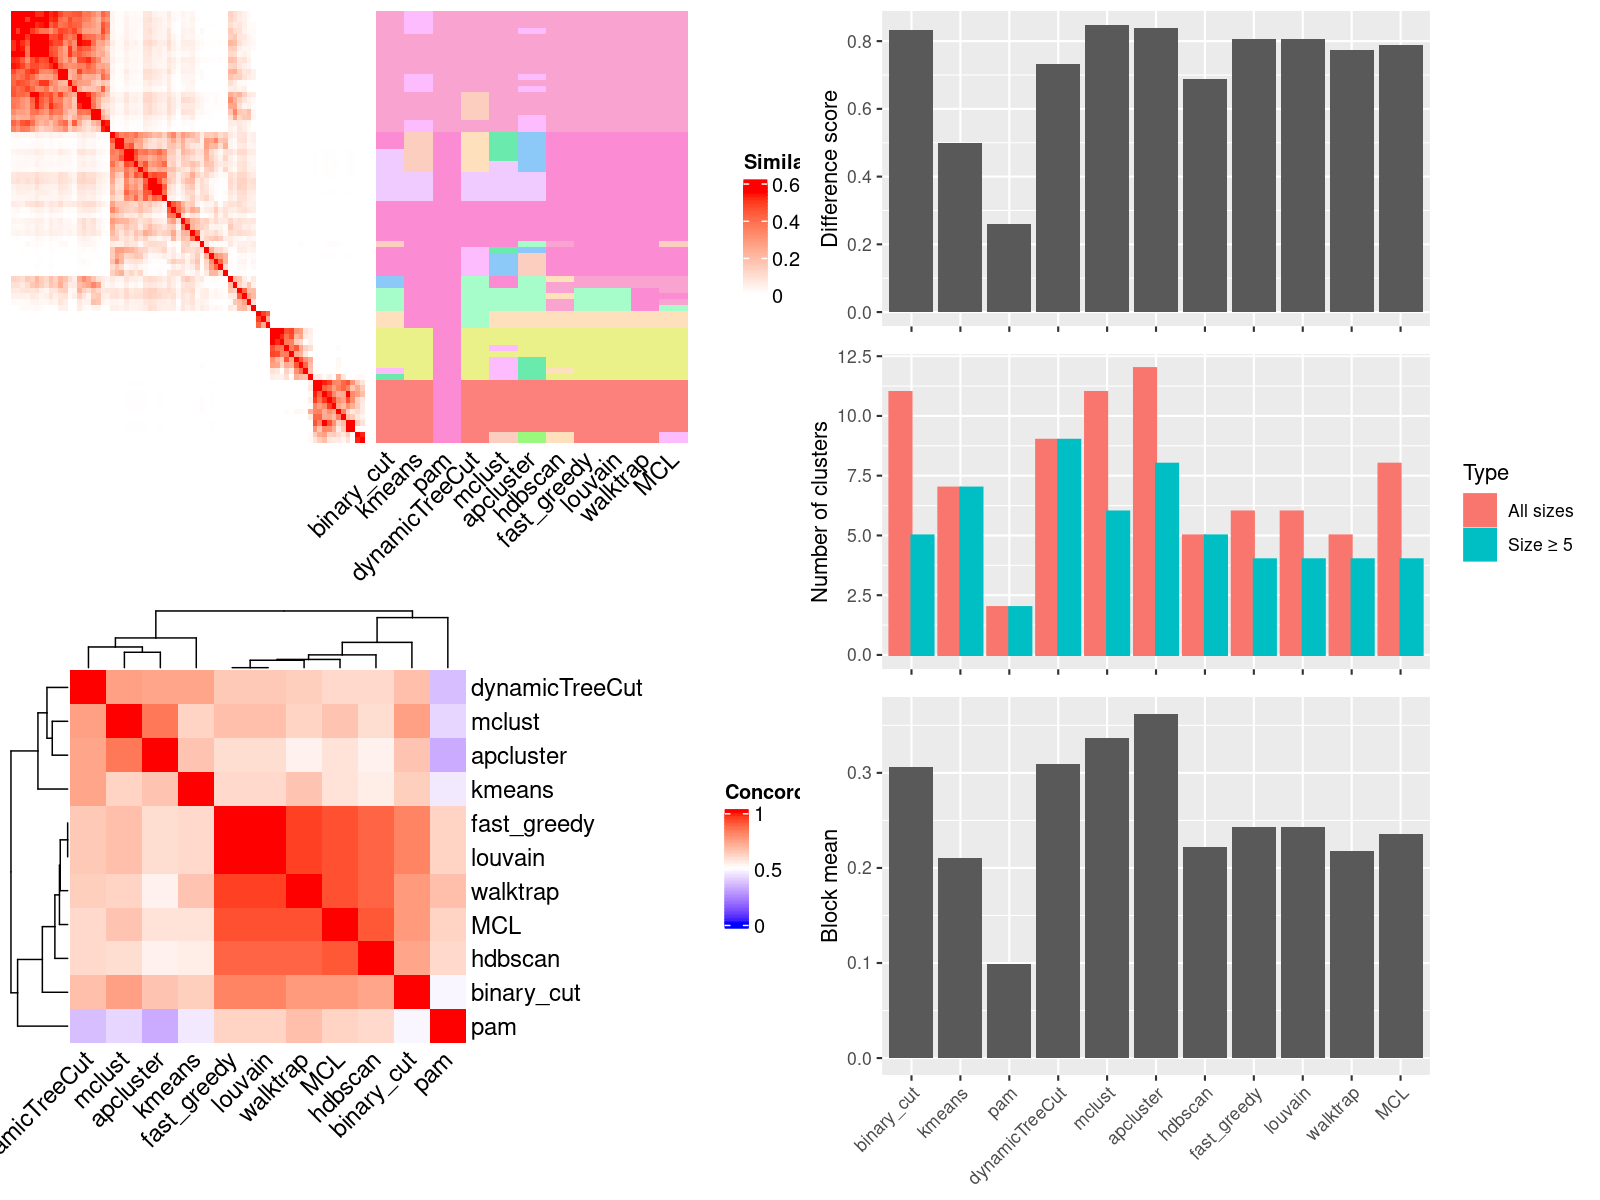 Simila
0.6
0.4
0.2
0
binary_cut
kmeans
pam
dynamicTreeCut
mclust
apcluster
hdbscan
fast_greedy
louvain
walktrap
MCL
dynamicTreeCut
mclust
apcluster
kmeans
fast_greedy
louvain
walktrap
MCL
hdbscan
binary_cut
pam
Concord
1
0.5
0
amicTreeCut
mclust
apcluster
kmeans
fast_greedy
louvain
walktrap
MCL
hdbscan
binary_cut
pam
Difference score
0.8
0.6
0.4
0.2
0.0
Number of clusters
12.5
10.0
7.5
5.0
2.5
0.0
Type
All sizes
Size ≥ 5
Block mean
0.3
0.2
0.1
0.0
binary_cut
kmeans
pam
dynamicTreeCut
mclust
apcluster
hdbscan
fast_greedy
louvain
walktrap
MCL